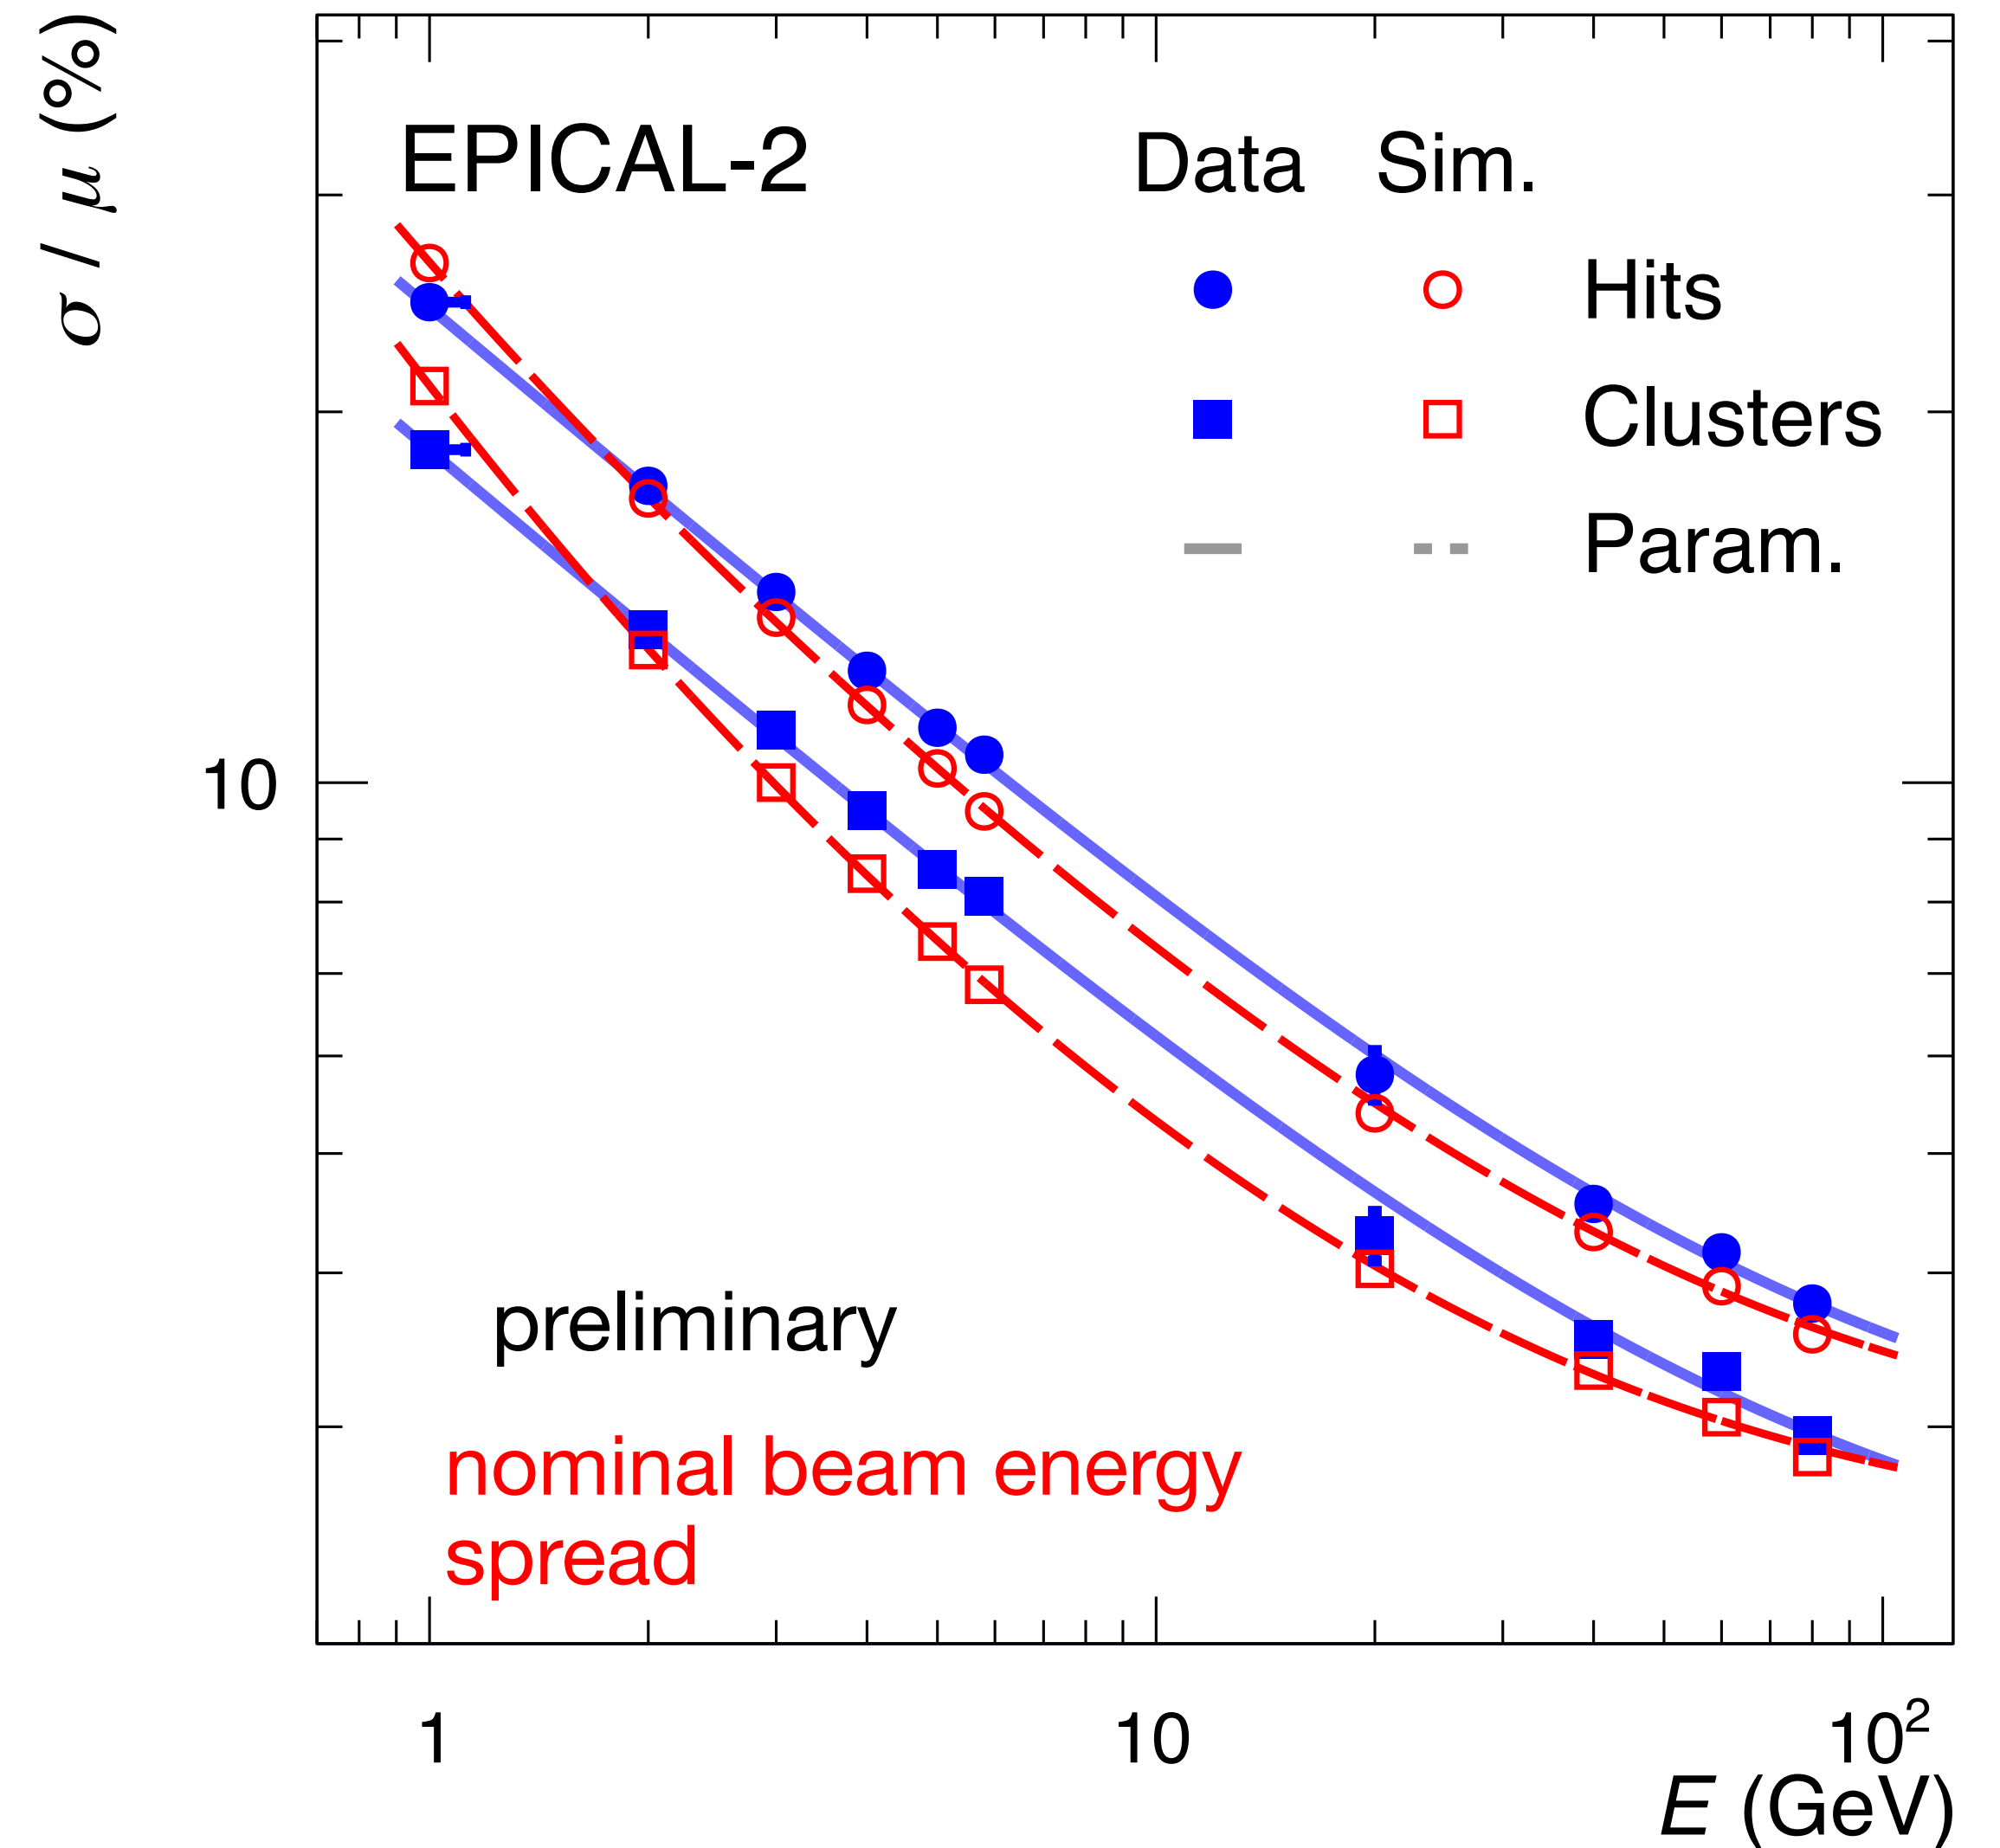 σ / μ (%)
EPICAL-2
Data Sim.
Hits
Clusters
Param.
10
preliminary
nominal beam energy
spread
1 10 10²
E (GeV)